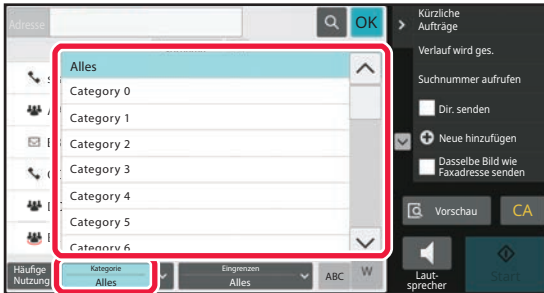 Adresse
OK
Alles
Category 0
Category 1
Category 2
Category 3
Category 4
Category 5
Category 6
Häufige
Nutzung
Kategorie
Alles
Eingrenzen
Alles
ABC
W
Kürzliche
Aufträge
Verlauf wird ges.
Suchnummer aufrufen
Dir. senden
Neue hinzufügen
Dasselbe Bild wie
Faxadresse senden
Vorschau
CA
Laut-
sprecher
Start